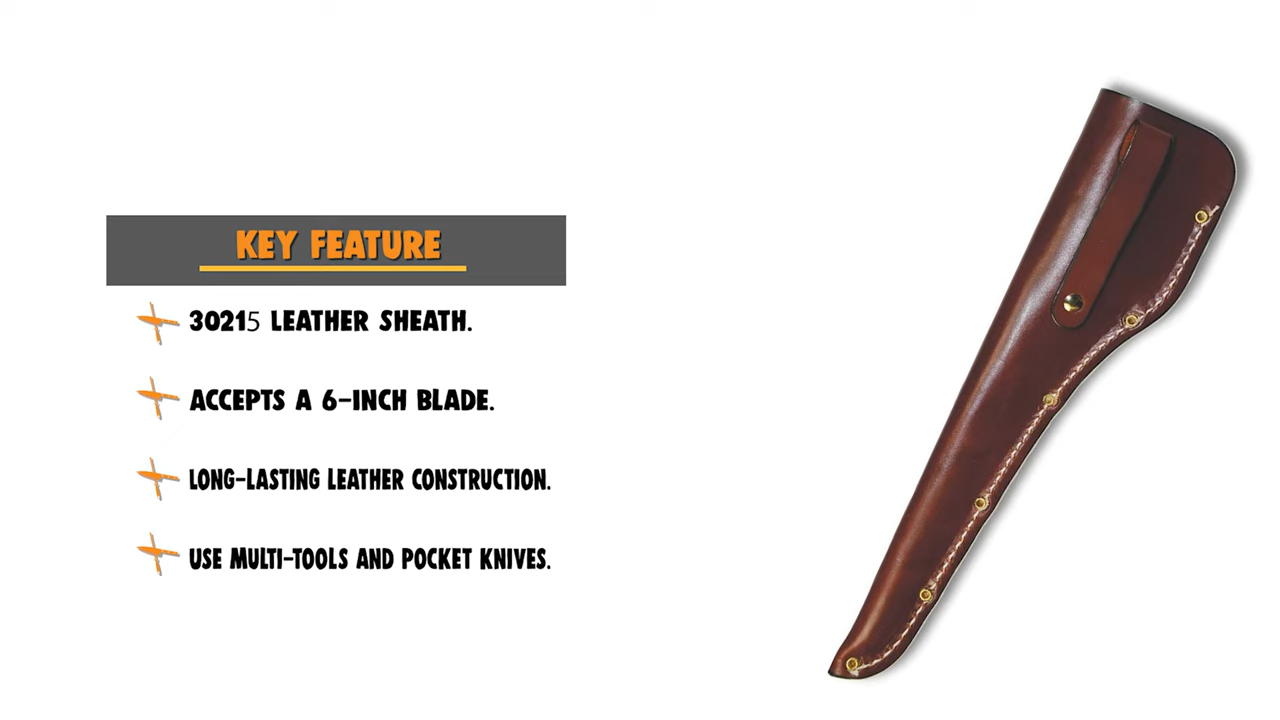 KEY FEATURE
30215 LEATHER SHEATH.
ACCEPTS A 6-INCH BLADE.
LONG-LASTING LEATHER CONSTRUCTION.
USE MULTI-TOOLS AND POCKET KNIVES.